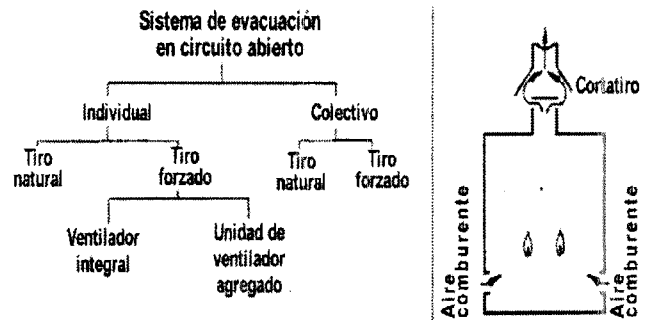 Sistema de evacuación
en circuito abierto
Individual
Colectivo
Tiro
natural
Tiro
forzado
Tiro
natural
Tiro
forzado
Ventilador
integral
Unidad de
ventilador
agregado
Cortatiro
Aire
comburente
Aire
comburente